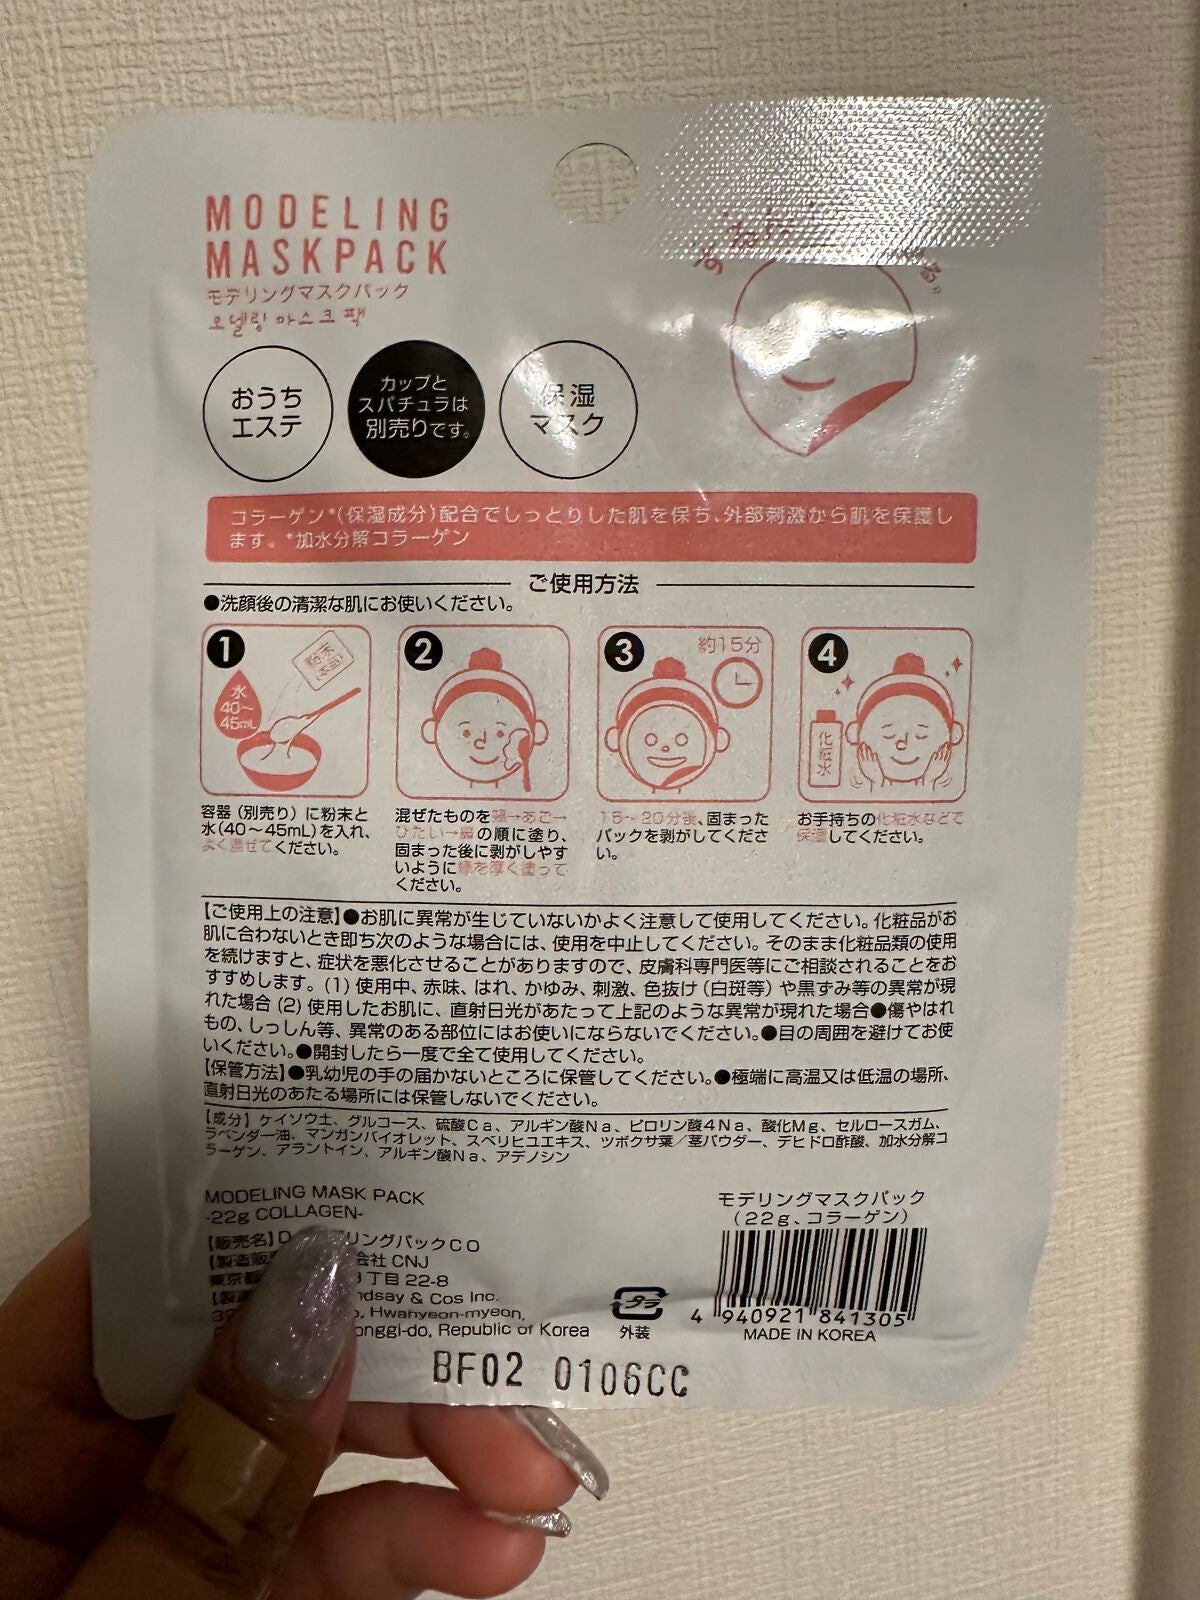 MODELING
MASKPACK
モデリングマスクパック
모델링 마스크 팩
おうち
エステ
カップと
スパチュラは
別売りです。
保湿
マスク
コラーゲン*(保湿成分)配合でしっとりした肌を保ち、外部刺激から肌を保護し
ます。*加水分解コラーゲン
ご使用方法
●洗顔後の清潔な肌にお使いください。
1
粉末
(本品)
水
40〜
45mL
容器(別売り)に粉末と
水(40〜45mL)を入れ、
よく混ぜてください。
2
混ぜたものを頬→あご→
ひたい→鼻の順に塗り、
固まった後に剥がしやす
いように縁を厚く塗って
ください。
3
約15分
15〜20分後、固まった
パックを剥がしてくださ
い。
4
化粧水
お手持ちの化粧水などで
保湿してください。
【ご使用上の注意】●お肌に異常が生じていないかよく注意して使用してください。化粧品がお
肌に合わないとき即ち次のような場合には、使用を中止してください。そのまま化粧品類の使用
を続けますと、症状を悪化させることがありますので、皮膚科専門医等にご相談されることをお
すすめします。(1)使用中、赤味、はれ、かゆみ、刺激、色抜け(白斑等)や黒ずみ等の異常が現
れた場合(2)使用したお肌に、直射日光があたって上記のような異常が現れた場合●傷やはれ
もの、しっしん等、異常のある部位にはお使いにならないでください。●目の周囲を避けてお使
いください。●開封したら一度で全て使用してください。
【保管方法】●乳幼児の手の届かないところに保管してください。●極端に高温又は低温の場所、
直射日光のあたる場所には保管しないでください。
【成分】ケイソウ土、グルコース、硫酸Ca、アルギン酸Na、ピロリン酸4Na、酸化Mg、セルロースガム、
ラベンダー油、マンガンバイオレット、スベリヒユエキス、ツボクサ葉／茎パウダー、デヒドロ酢酸、加水分解コ
ラーゲン、アラントイン、アルギン酸Na、アデノシン
MODELING MASK PACK
-22g COLLAGEN-
【販売名】D リングパックCO
【製造販 会社 CNJ
東京都 3丁目 22-8
【製造 ndsay & Cos Inc.
Hwahyeon-myeon,
onggi-do, Republic of Korea
プラ
外装
モデリングマスクパック
(22g、コラーゲン)
4 940921 841305
MADE IN KOREA
BF02 0106CC